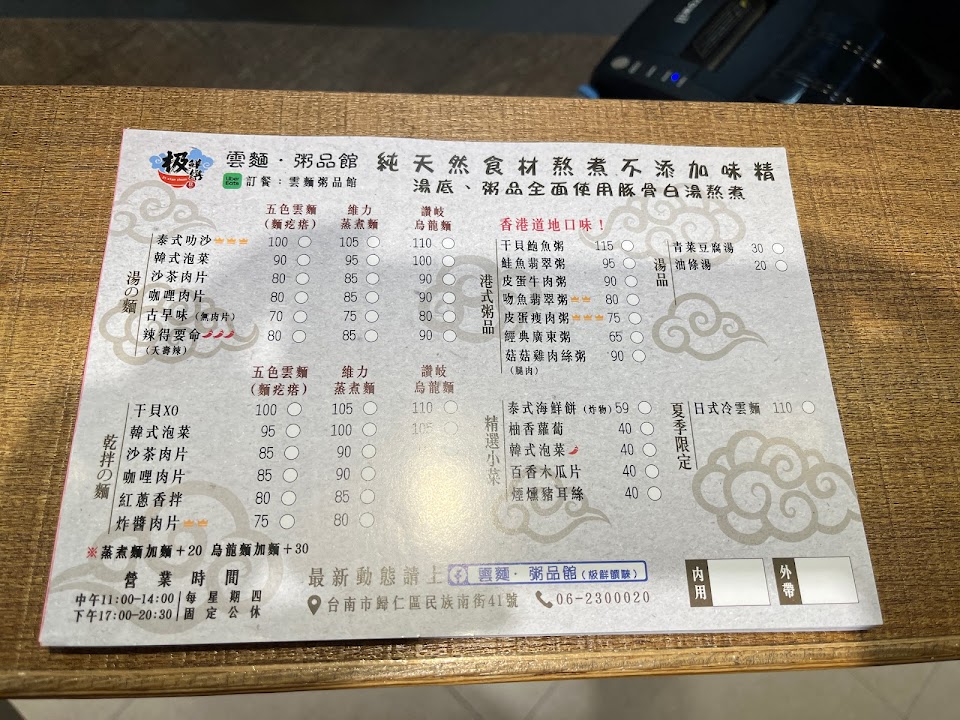 極鮮
雲麵・粥品館 純天然食材熬煮不添加味精
Uber Eats 訂餐：雲麵粥品館 湯底、粥品全面使用豚骨白湯熬煮
湯の麵
五色雲麵(麵疙瘩) 維力蒸煮麵 讚岐烏龍麵
泰式叻沙 100 105 110
韓式泡菜 90 95 100
沙茶肉片 80 85 90
咖哩肉片 80 85 90
古早味(無肉片) 70 75 80
辣得要命 80 85 90
(夭壽辣)
乾拌の麵
五色雲麵(麵疙瘩) 維力蒸煮麵 讚岐烏龍麵
干貝XO 100 105 110
韓式泡菜 95 100 105
沙茶肉片 85 90
咖哩肉片 85 90
紅蔥香拌 80 85
炸醬肉片 75 80
※蒸煮麵加麵+20 烏龍麵加麵+30
香港道地口味！
港式粥品
干貝鮑魚粥 115
鮭魚翡翠粥 95
皮蛋牛肉粥 90
吻魚翡翠粥 80
皮蛋瘦肉粥 75
經典廣東粥 65
菇菇雞肉絲粥 90
(腿肉)
湯品
青菜豆腐湯 30
油條湯 20
精選小菜
泰式海鮮餅(炸物) 59
柚香蘿蔔 40
韓式泡菜 40
百香木瓜片 40
煙燻豬耳絲 40
夏季限定
日式冷雲麵 110
營業時間
中午11:00-14:00 每星期四
下午17:00-20:30 固定公休
最新動態請上 雲麵・粥品館(極鮮饌味)
台南市歸仁區民族南街41號 06-2300020
內用
外帶